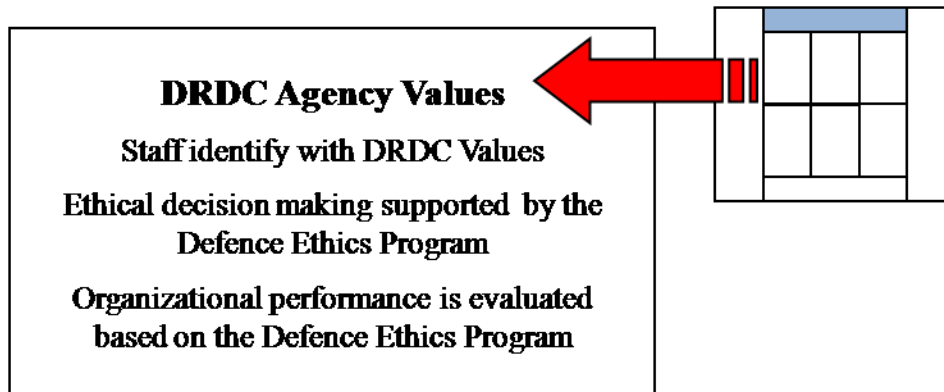 DRDC Agency Values
Staff identify with DRDC Values
Ethical decision making supported by the
Defence Ethics Program
Organizational performance is evaluated
based on the Defence Ethics Program